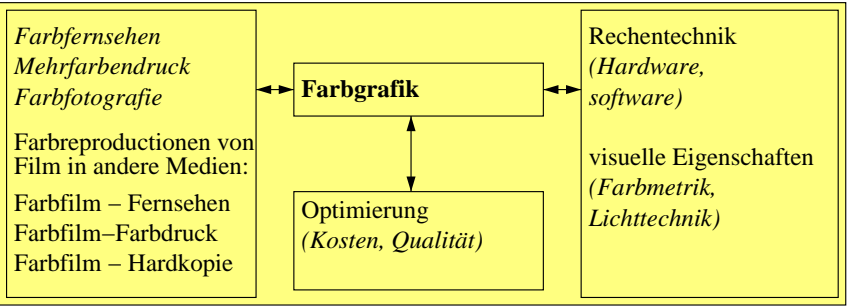 Farbfernsehen
Mehrfarbendruck
Farbfotografie
Farbreproductionen von
Film in andere Medien:
Farbfilm – Fernsehen
Farbfilm–Farbdruck
Farbfilm – Hardkopie
Farbgrafik
Optimierung
(Kosten, Qualität)
Rechentechnik
(Hardware,
software)
visuelle Eigenschaften
(Farbmetrik,
Lichttechnik)